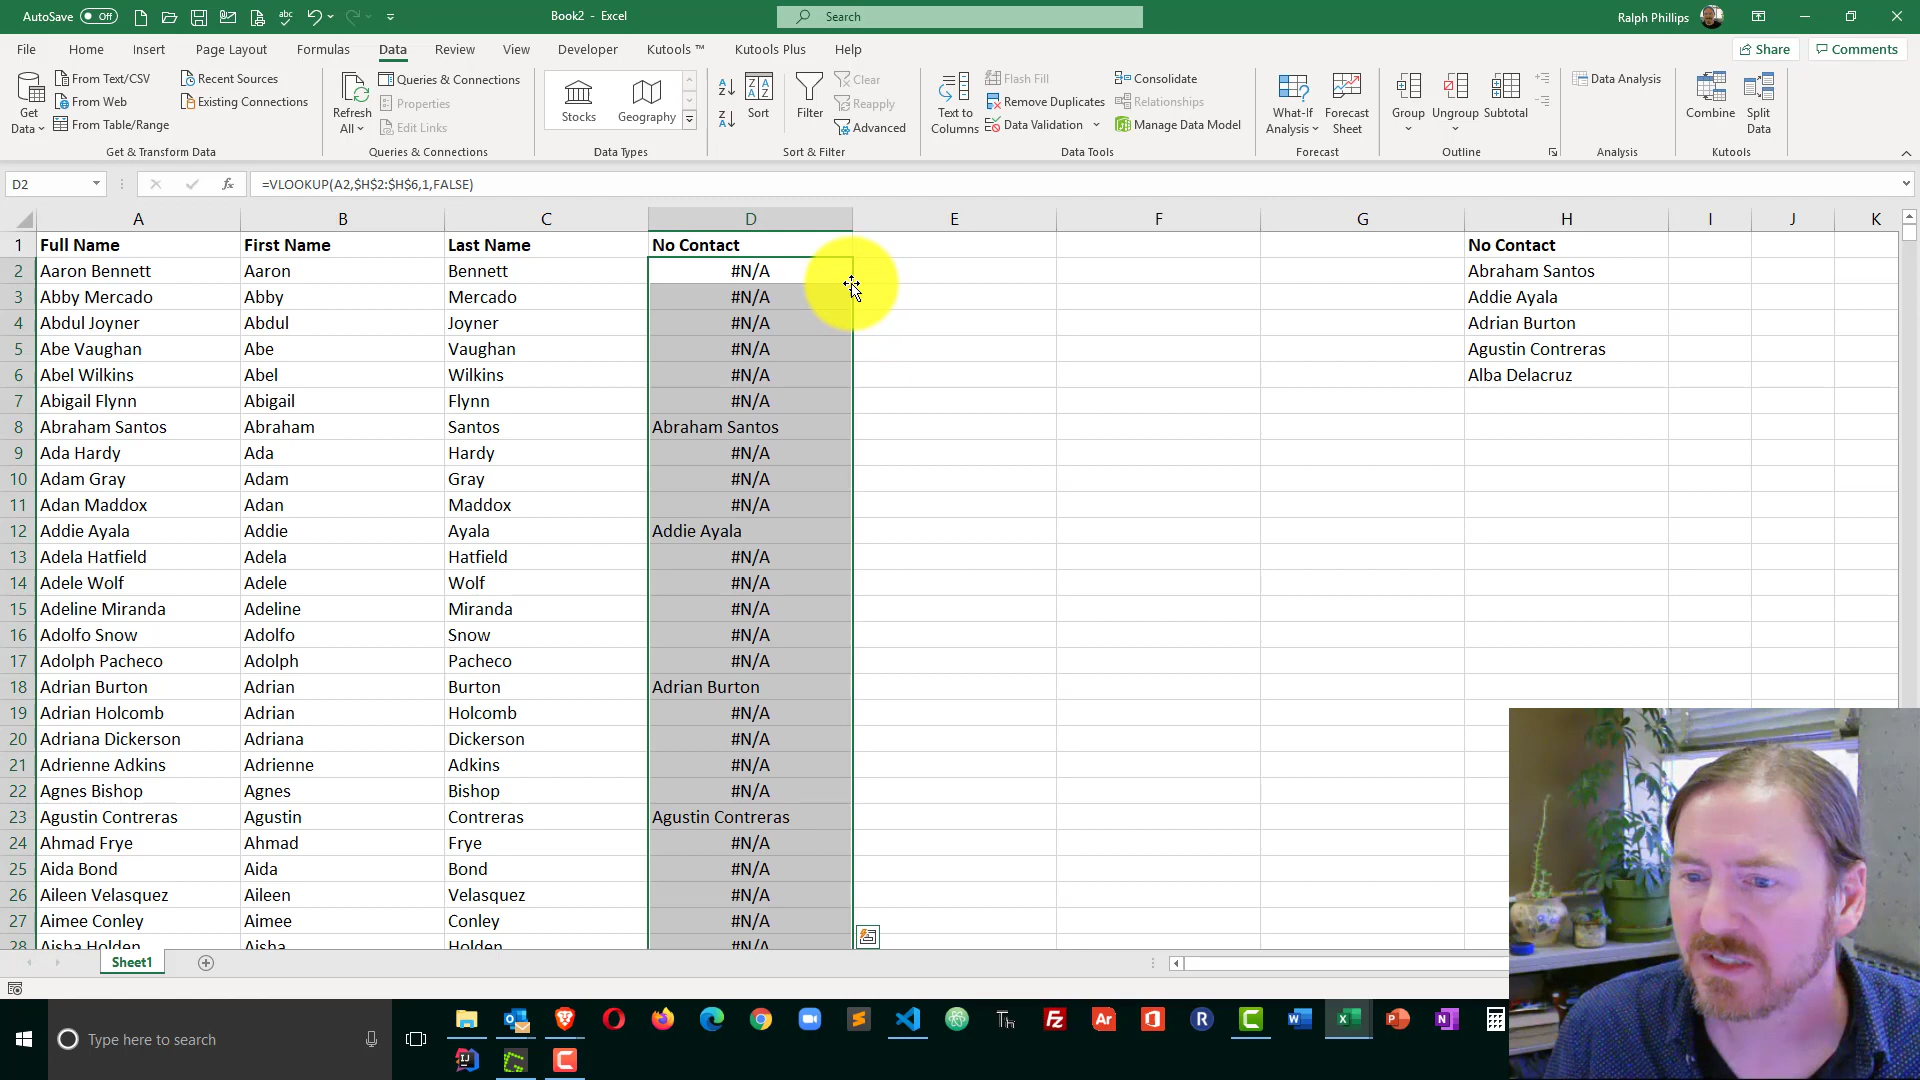 AutoSave Off Book2 - Excel Search Ralph Phillips
File Home Insert Page Layout Formulas Data Review View Developer Kutools ™ Kutools Plus Help Share Comments
Get Data
From Text/CSV
From Web
From Table/Range
Recent Sources
Existing Connections
Get & Transform Data
Refresh All
Queries & Connections
Properties
Edit Links
Queries & Connections
Stocks
Geography
Data Types
Sort
Filter
Clear
Reapply
Advanced
Sort & Filter
Text to Columns
Flash Fill
Remove Duplicates
Data Validation
Consolidate
Relationships
Manage Data Model
Data Tools
What-If Analysis
Forecast Sheet
Forecast
Group
Ungroup
Subtotal
Outline
Data Analysis
Analysis
Combine
Split Data
Kutools
D2 fx =VLOOKUP(A2,$H$2:$H$6,1,FALSE)
A B C D E F G H I J K
1 Full Name First Name Last Name No Contact No Contact
2 Aaron Bennett Aaron Bennett #N/A Abraham Santos
3 Abby Mercado Abby Mercado #N/A Addie Ayala
4 Abdul Joyner Abdul Joyner #N/A Adrian Burton
5 Abe Vaughan Abe Vaughan #N/A Agustin Contreras
6 Abel Wilkins Abel Wilkins #N/A Alba Delacruz
7 Abigail Flynn Abigail Flynn #N/A
8 Abraham Santos Abraham Santos Abraham Santos
9 Ada Hardy Ada Hardy #N/A
10 Adam Gray Adam Gray #N/A
11 Adan Maddox Adan Maddox #N/A
12 Addie Ayala Addie Ayala Addie Ayala
13 Adela Hatfield Adela Hatfield #N/A
14 Adele Wolf Adele Wolf #N/A
15 Adeline Miranda Adeline Miranda #N/A
16 Adolfo Snow Adolfo Snow #N/A
17 Adolph Pacheco Adolph Pacheco #N/A
18 Adrian Burton Adrian Burton Adrian Burton
19 Adrian Holcomb Adrian Holcomb #N/A
20 Adriana Dickerson Adriana Dickerson #N/A
21 Adrienne Adkins Adrienne Adkins #N/A
22 Agnes Bishop Agnes Bishop #N/A
23 Agustin Contreras Agustin Contreras Agustin Contreras
24 Ahmad Frye Ahmad Frye #N/A
25 Aida Bond Aida Bond #N/A
26 Aileen Velasquez Aileen Velasquez #N/A
27 Aimee Conley Aimee Conley #N/A
28 Aisha Holden Aisha Holden #N/A
Sheet1
Type here to search